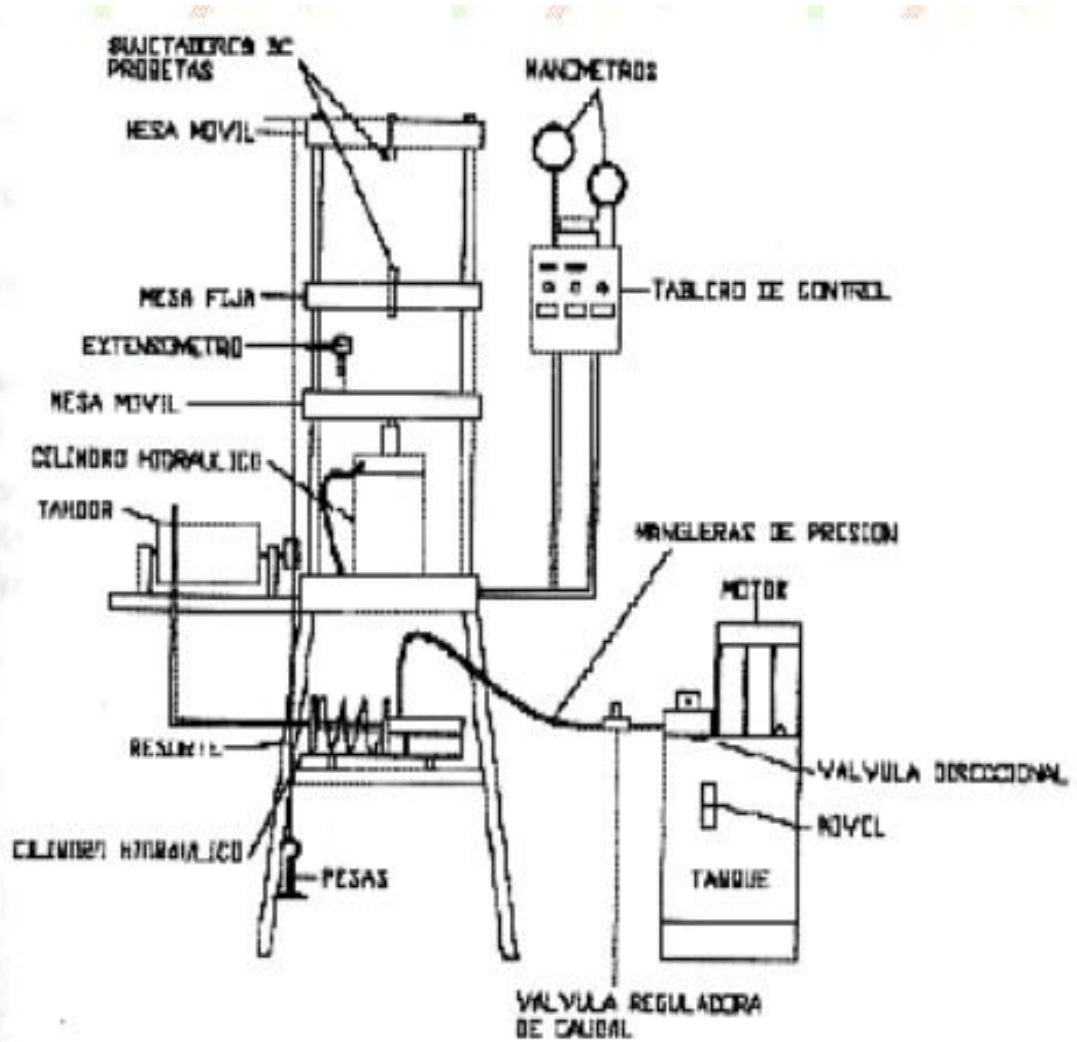 SUJETADORES DE
PROBETAS
MANOMETROS
MESA MOVIL
MESA FIJA
TABLERO DE CONTROL
EXTENSOMETRO
MESA MOVIL
CILINDRO HIDRAULICO
TAMBOR
MANGLERAS DE PRESION
MOTOR
RESORTE
VALVULA DIRECCIONAL
NIVEL
CILINDRO HIDRAULICO
PESAS
TANQUE
VALVULA REGULADORA
DE CAUDAL